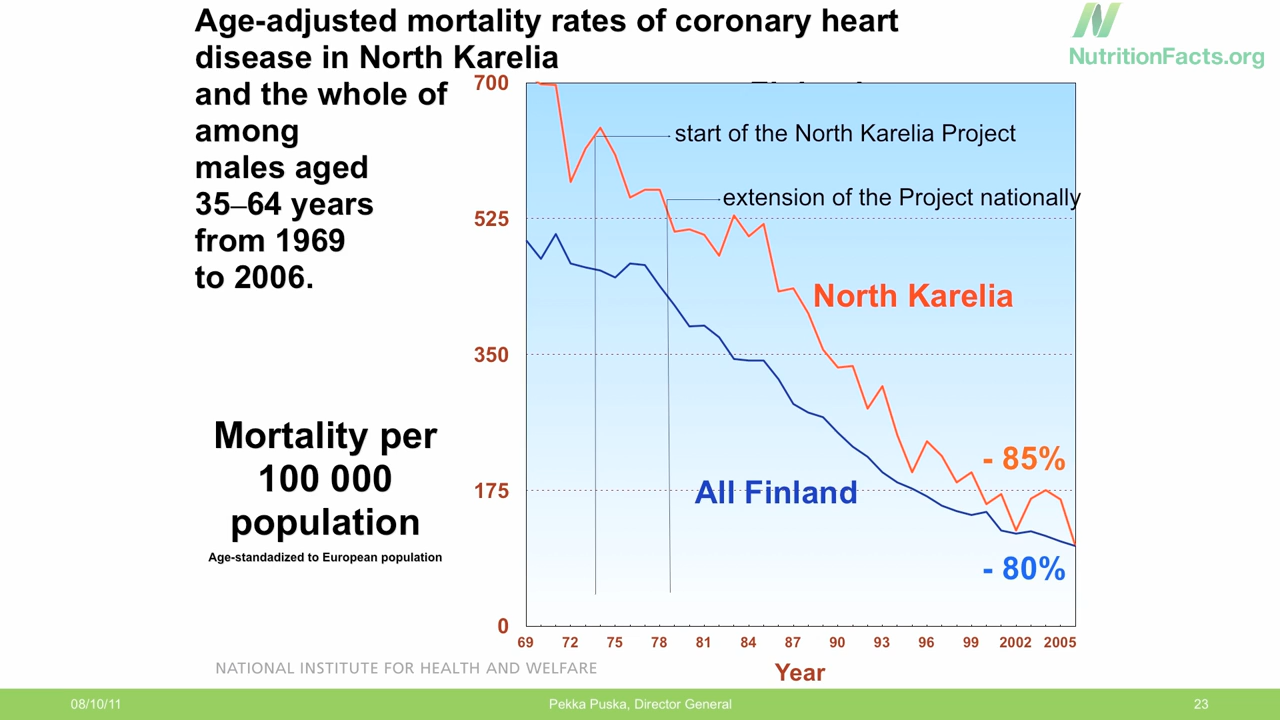 Age-adjusted mortality rates of coronary heart
disease in North Karelia
and the whole of
among
males aged
35–64 years
from 1969
to 2006.
NutritionFacts.org
700
525
350
175
0
start of the North Karelia Project
extension of the Project nationally
North Karelia
All Finland
- 85%
- 80%
Mortality per
100 000
population
Age-standadized to European population
69 72 75 78 81 84 87 90 93 96 99 2002 2005
Year
NATIONAL INSTITUTE FOR HEALTH AND WELFARE
08/10/11
Pekka Puska, Director General
23